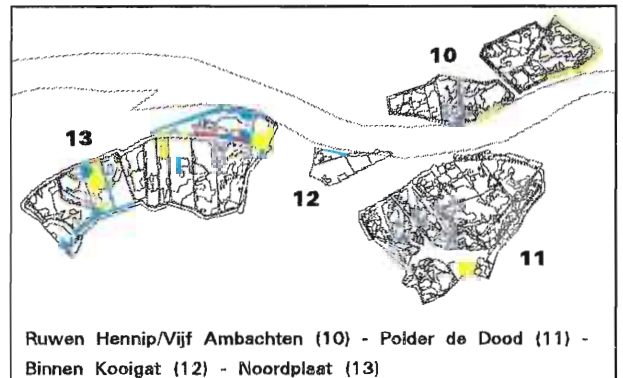 10
13
12
11
Ruwen Hennip/Vijf Ambachten (10) - Polder de Dood (11) -
Binnen Kooigat (12) - Noordplaat (13)